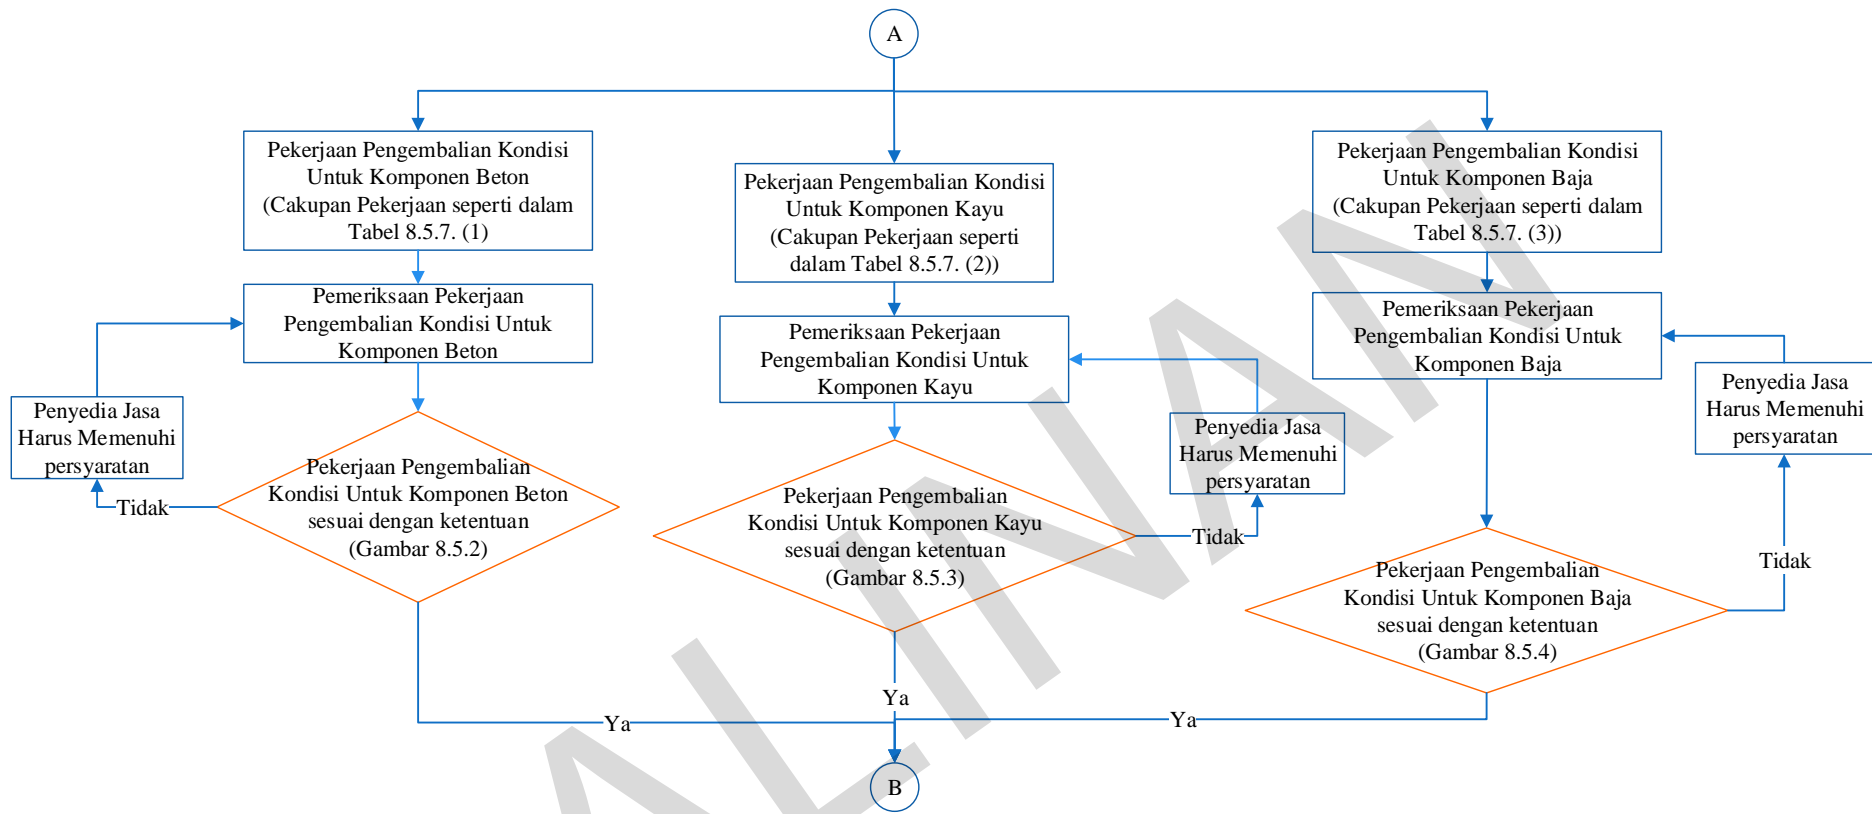 A
Pekerjaan Pengembalian Kondisi
Untuk Komponen Beton
(Cakupan Pekerjaan seperti dalam
Tabel 8.5.7. (1)
Pekerjaan Pengembalian Kondisi
Untuk Komponen Kayu
(Cakupan Pekerjaan seperti
dalam Tabel 8.5.7. (2))
Pekerjaan Pengembalian Kondisi
Untuk Komponen Baja
(Cakupan Pekerjaan seperti dalam
Tabel 8.5.7. (3))
Pemeriksaan Pekerjaan
Pengembalian Kondisi Untuk
Komponen Beton
Pemeriksaan Pekerjaan
Pengembalian Kondisi Untuk
Komponen Kayu
Pemeriksaan Pekerjaan
Pengembalian Kondisi Untuk
Komponen Baja
Penyedia Jasa
Harus Memenuhi
persyaratan
Penyedia Jasa
Harus Memenuhi
persyaratan
Penyedia Jasa
Harus Memenuhi
persyaratan
Pekerjaan Pengembalian
Kondisi Untuk Komponen Beton
sesuai dengan ketentuan
(Gambar 8.5.2)
Tidak
Pekerjaan Pengembalian
Kondisi Untuk Komponen Kayu
sesuai dengan ketentuan
(Gambar 8.5.3)
Tidak
Pekerjaan Pengembalian
Kondisi Untuk Komponen Baja
sesuai dengan ketentuan
(Gambar 8.5.4)
Tidak
Ya
Ya
Ya
B
ALINAN